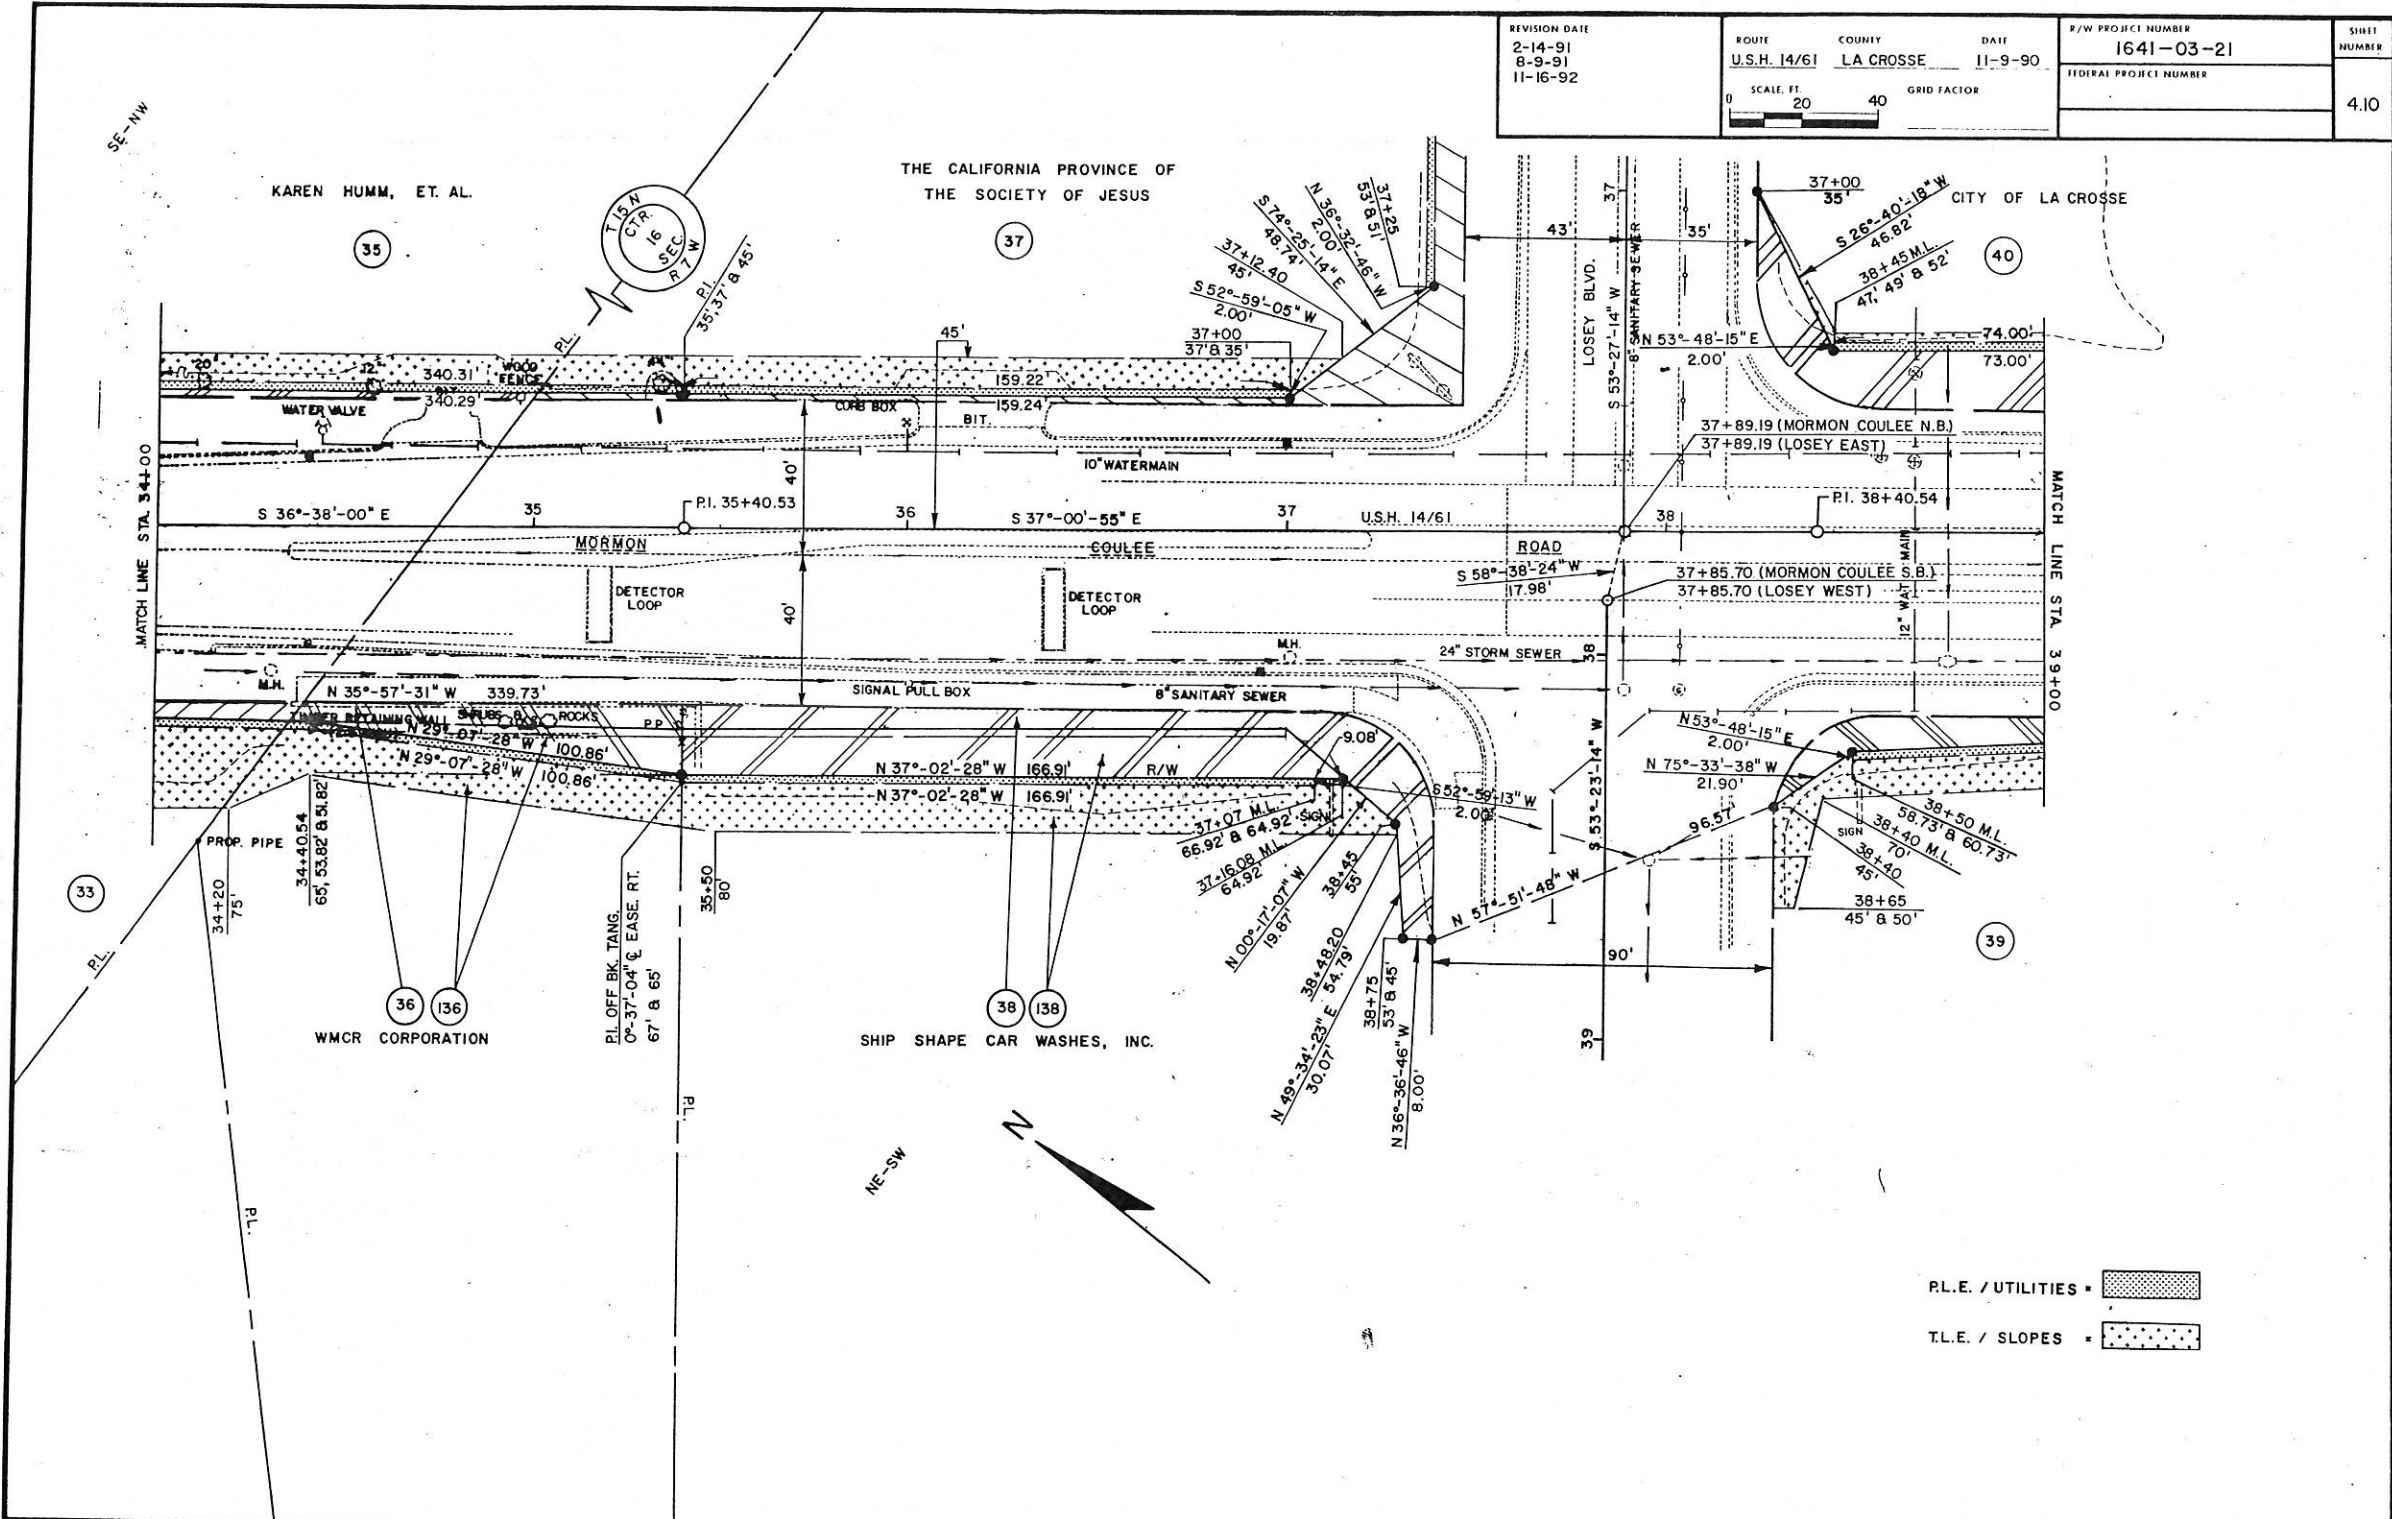 REVISION DATE
2-14-91
8-9-91
11-16-92
ROUTE
U.S.H. 14/61
COUNTY
LA CROSSE
DATE
11-9-90
SCALE, FT.
0 20 40
GRID FACTOR
R/W PROJECT NUMBER
1641-03-21
FEDERAL PROJECT NUMBER
SHEET
NUMBER
4.10
SE-NW
KAREN HUMM, ET. AL.
35
T 15 N
CTR.
16
SEC.
R 7 W
THE CALIFORNIA PROVINCE OF
THE SOCIETY OF JESUS
37
P.I.
35', 37' & 45'
P.L.
45'
S 52°-59'-05" W
2.00'
37+00
37' & 35'
37+12.40
45'
S 74°-25'-14" E
48.74'
N 36°-32'-46" W
2.00'
37+25
53' & 51'
43'
35'
37
LOSEY BLVD.
S 53°-27'-14" W
8" SANITARY SEWER
37+00
35'
S 26°-40'-18" W
46.82'
CITY OF LA CROSSE
40
38+45 M.L.
47', 49' & 52'
N 53°-48'-15" E
2.00'
74.00'
73.00'
20"
12"
340.31
340.29'
WOOD
FENCE
WATER VALVE
159.22'
159.24'
CURB BOX
BIT.
10" WATERMAIN
37+89.19 (MORMON COULEE N.B.)
37+89.19 (LOSEY EAST)
MATCH LINE STA. 34+00
S 36°-38'-00" E
35
P.I. 35+40.53
40'
36
S 37°-00'-55" E
37
U.S.H. 14/61
38
P.I. 38+40.54
MORMON
COULEE
ROAD
MATCH LINE STA. 39+00
DETECTOR
LOOP
40'
DETECTOR
LOOP
S 58°-38-24" W
17.98'
37+85.70 (MORMON COULEE S.B.)
37+85.70 (LOSEY WEST)
12" WAT. MAIN
M.H.
24" STORM SEWER
38
M.H.
N 35°-57'-31" W 339.73'
SIGNAL PULL BOX
8" SANITARY SEWER
TIMBER RETAINING WALL
SHRUBS &
ROCKS
P.P.
N 29°-07'-28" W 100.86'
N 29°-07'-28" W 100.86'
N 37°-02'-28" W 166.91' R/W
N 37°-02'-28" W 166.91'
9.08'
S 52°-59'-13" W
2.00'
S 53°-23'-14" W
N 53°-48'-15" E
2.00'
N 75°-33'-38" W
21.90'
96.57'
N 57°-51'-48" W
SIGN
38+50 M.L.
58.73' & 60.73'
38+40 M.L.
70'
38+40
45'
38+65
45' & 50'
39
90'
39
PROP. PIPE
33
34+20
75'
34+40.54
65', 53.82' & 51.82'
P.L.
36
136
WMCR CORPORATION
P.I. OFF BK. TANG.
0°-37'-04" ℄ EASE. RT.
67' & 65'
35+50
80'
37+07 M.L.
66.92' & 64.92'
SIGN
37+16.08 M.L.
64.92'
N 00°-17'-07" W
19.87'
38+45
55'
38+48.20
54.79'
N 49°-34'-23" E
30.07'
38+75
53' & 45'
N 36°-36'-46" W
8.00'
38
138
SHIP SHAPE CAR WASHES, INC.
P.L.
P.L.
N
NE-SW
P.L.E. / UTILITIES =
T.L.E. / SLOPES =